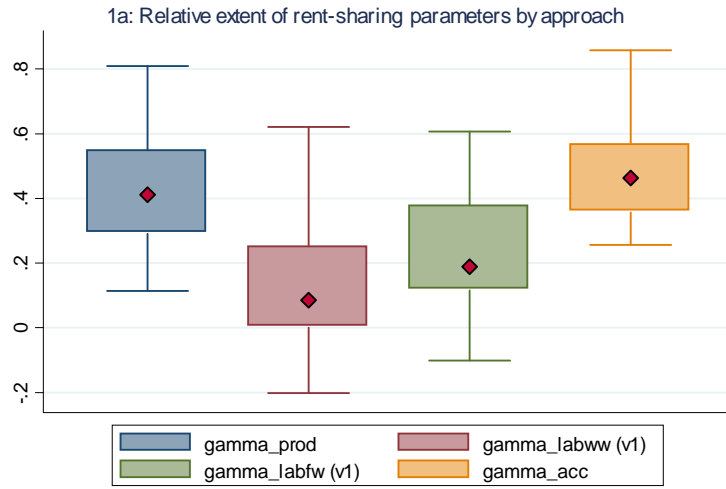 1a: Relative extent of rent-sharing parameters by approach
.8
.6
.4
.2
0
-.2
gamma_prod
gamma_labww (v1)
gamma_labfw (v1)
gamma_acc